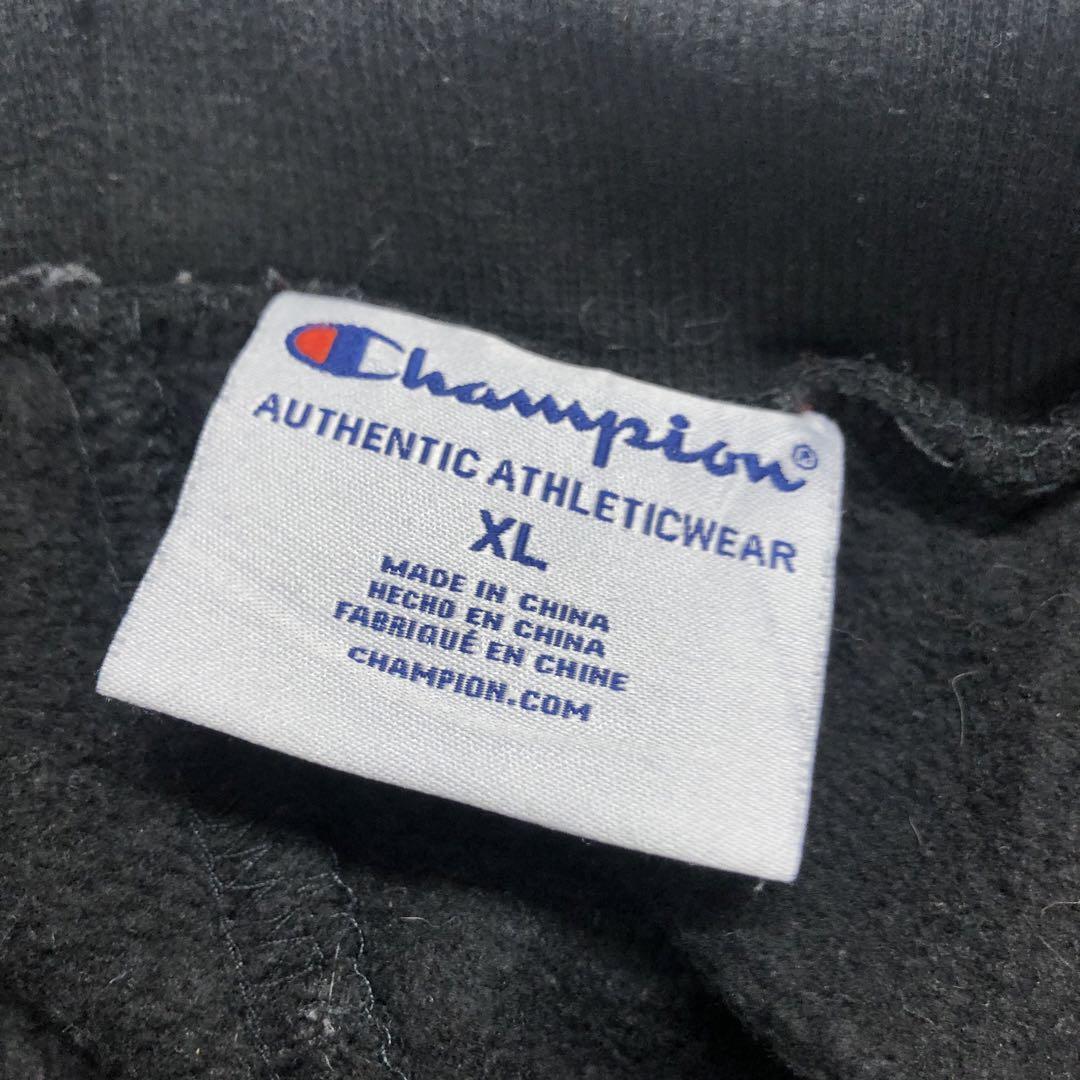 Champion®
AUTHENTIC ATHLETICWEAR
XL
MADE IN CHINA
HECHO EN CHINA
FABRIQUÉ EN CHINE
CHAMPION.COM